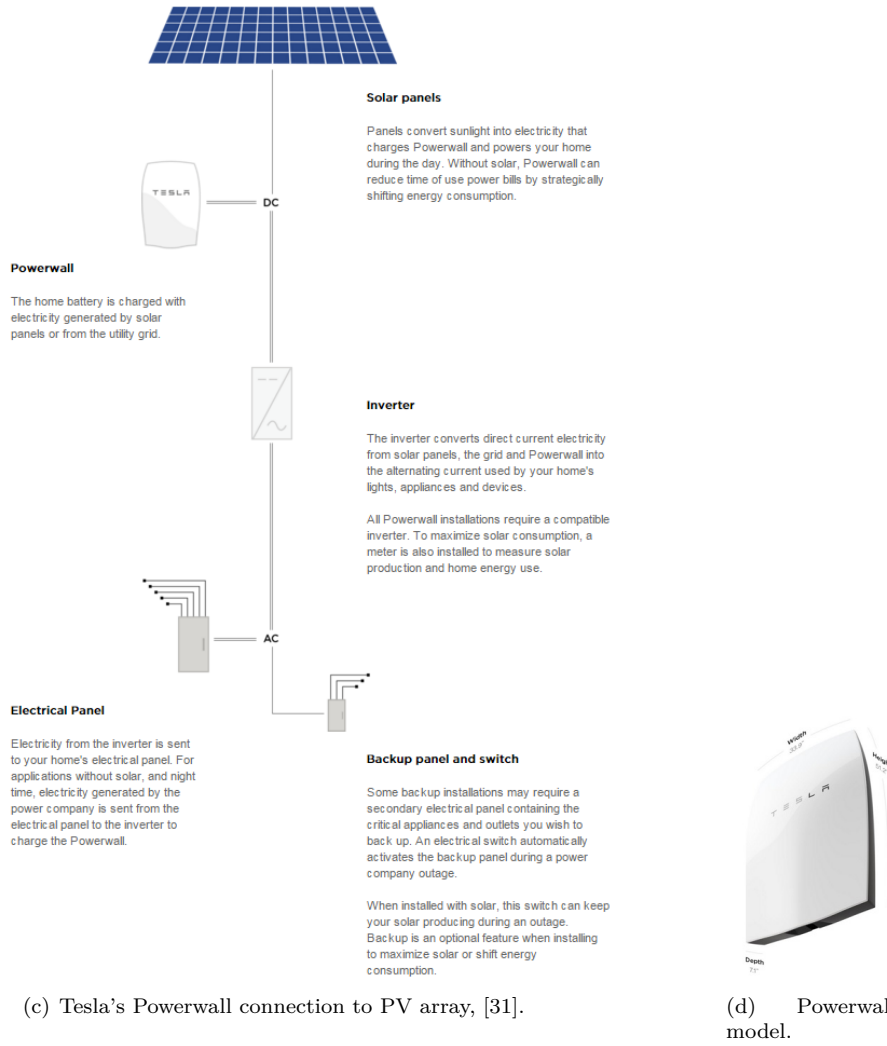 Solar panels
Panels convert sunlight into electricity that
charges Powerwall and powers your home
during the day. Without solar, Powerwall can
reduce time of use power bills by strategically
shifting energy consumption.
TESLA
DC
Powerwall
The home battery is charged with
electricity generated by solar
panels or from the utility grid.
Inverter
The inverter converts direct current electricity
from solar panels, the grid and Powerwall into
the alternating current used by your home's
lights, appliances and devices.
All Powerwall installations require a compatible
inverter. To maximize solar consumption, a
meter is also installed to measure solar
production and home energy use.
AC
Electrical Panel
Electricity from the inverter is sent
to your home's electrical panel. For
applications without solar, and night
time, electricity generated by the
power company is sent from the
electrical panel to the inverter to
charge the Powerwall.
Backup panel and switch
Some backup installations may require a
secondary electrical panel containing the
critical appliances and outlets you wish to
back up. An electrical switch automatically
activates the backup panel during a power
company outage.
When installed with solar, this switch can keep
your solar producing during an outage.
Backup is an optional feature when installing
to maximize solar or shift energy
consumption.
(c) Tesla's Powerwall connection to PV array, [31].
Width
33.9"
TESLA
Depth
7.1"
(d) Powerwal
model.